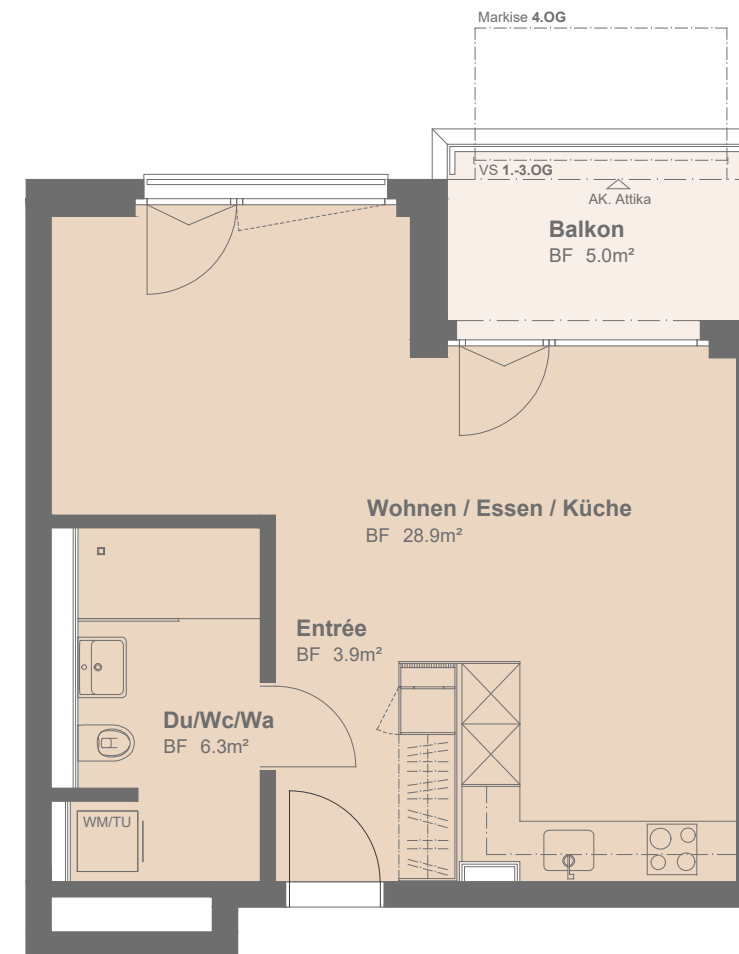 Markise 4.OG
VS 1.-3.OG
AK. Attika
Balkon
BF 5.0m²
Wohnen / Essen / Küche
BF 28.9m²
Entrée
BF 3.9m²
Du/Wc/Wa
BF 6.3m²
WM/TU